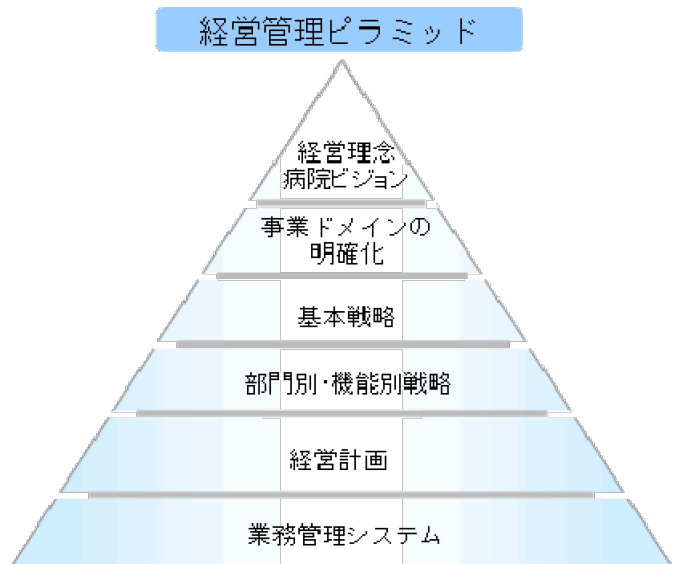 経営管理ピラミッド
経営理念
病院ビジョン
事業ドメインの
明確化
基本戦略
部門別・機能別戦略
経営計画
業務管理システム